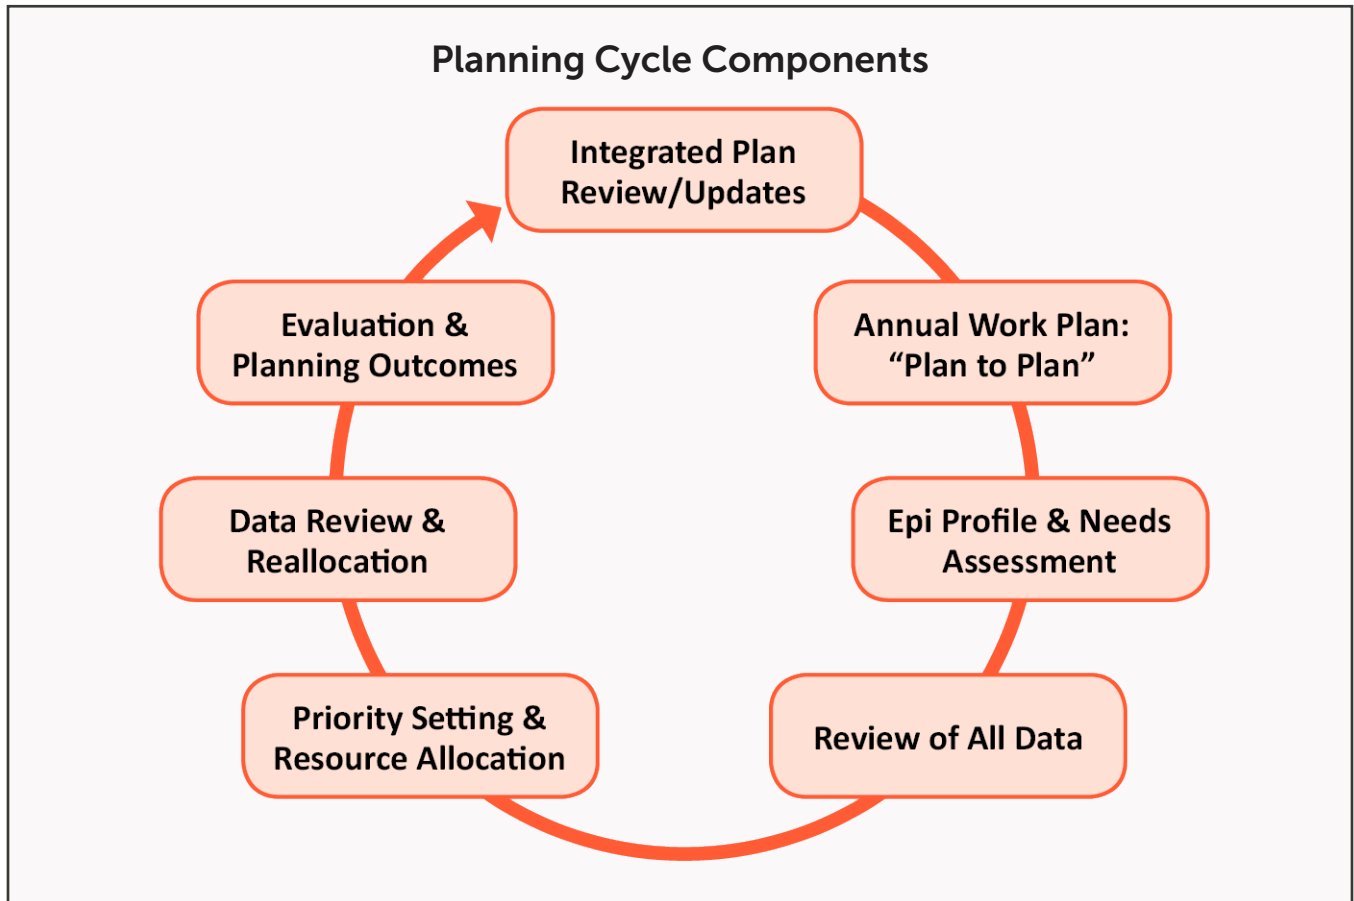 Planning Cycle Components
Integrated Plan
Review/Updates
Annual Work Plan:
“Plan to Plan”
Epi Profile & Needs
Assessment
Review of All Data
Priority Setting &
Resource Allocation
Data Review &
Reallocation
Evaluation &
Planning Outcomes